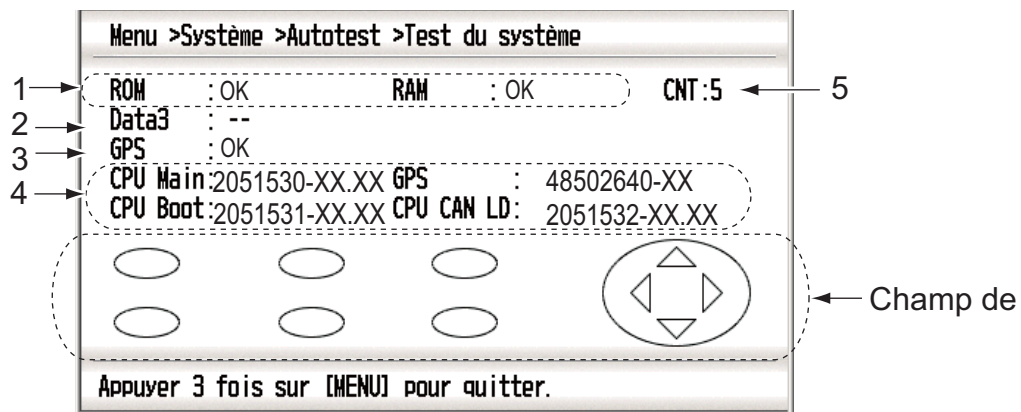 Menu >Système >Autotest >Test du système
1 ROM : OK RAM : OK CNT:5 5
2 Data3 : --
3 GPS : OK
4 CPU Main:2051530-XX.XX GPS : 48502640-XX
CPU Boot:2051531-XX.XX CPU CAN LD: 2051532-XX.XX
Champ de
Appuyer 3 fois sur [MENU] pour quitter.